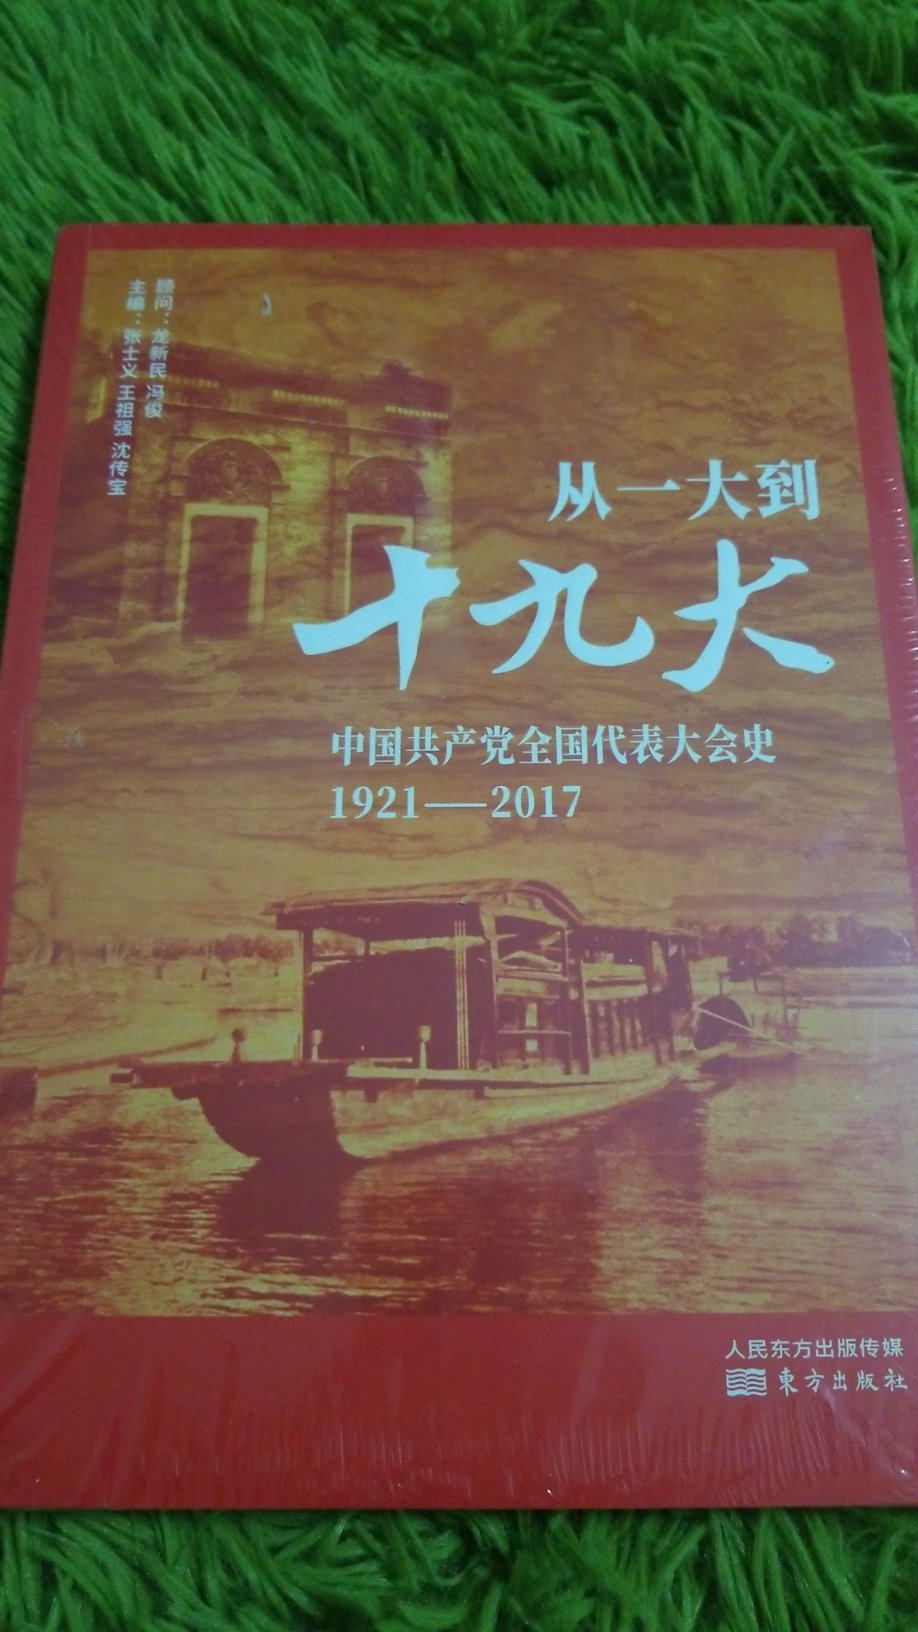 顾问：龙新民 冯俊
主编：张士义 王祖强 沈传宝
从一大到
十九大
中国共产党全国代表大会史
1921——2017
人民东方出版传媒
東方出版社